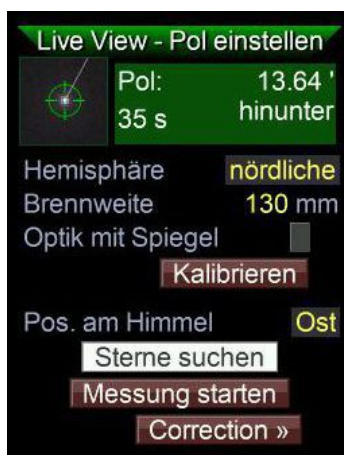 Live View - Pol einstellen
Pol: 13.64 '
35 s hinunter
Hemisphäre nördliche
Brennweite 130 mm
Optik mit Spiegel
Kalibrieren
Pos. am Himmel Ost
Sterne suchen
Messung starten
Correction »